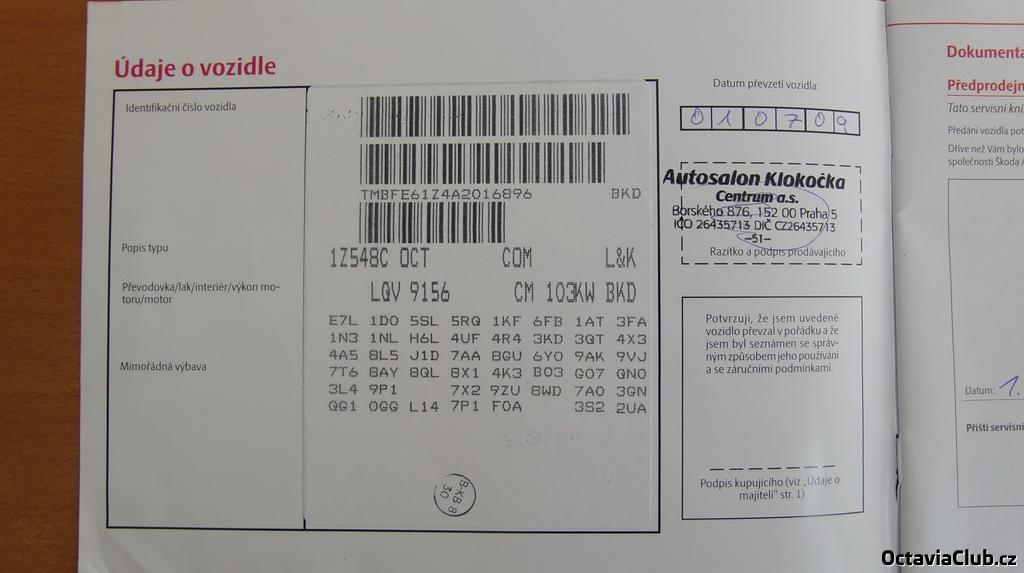 Údaje o vozidle
Identifikační číslo vozidla
TMBFE61Z4A2016896 BKD
Popis typu
1Z548C OCT COM L&K
Převodovka/lak/interiér/výkon mo-
toru/motor
LQV 9156 CM 103KW BKD
Mimořádná výbava
E7L 1D0 5SL 5RQ 1KF 6FB 1AT 3FA
1N3 1NL H6L 4UF 4R4 3KD 3QT 4X3
4A5 8L5 J1D 7AA 8GU 6Y0 9AK 9VJ
7T6 8AY 8QL 8X1 4K3 B03 G07 QN0
3L4 9P1 7X2 9ZU 8WD 7A0 3GN
QG1 0GG L14 7P1 F0A 3S2 2UA
B-KB 8
30
Datum převzetí vozidla:
010709
Autosalon Klokočka
Centrum a.s.
Borského 876, 152 00 Praha 5
IČO 26435713 DIČ CZ26435713
-51-
Razítko a podpis prodávajícího
Potvrzuji, že jsem uvedené
vozidlo převzal v pořádku a že
jsem byl seznámen se správ-
ným způsobem jeho používání
a se záručními podmínkami.
Podpis kupujícího (viz „Údaje o
majiteli" str. 1)
Dokumenta
Předprodejn
Tato servisní kni
Předání vozidla pot
Dříve než Vám bylo
společnosti Škoda A
Datum: 1.
Příští servisní
OctaviaClub.cz